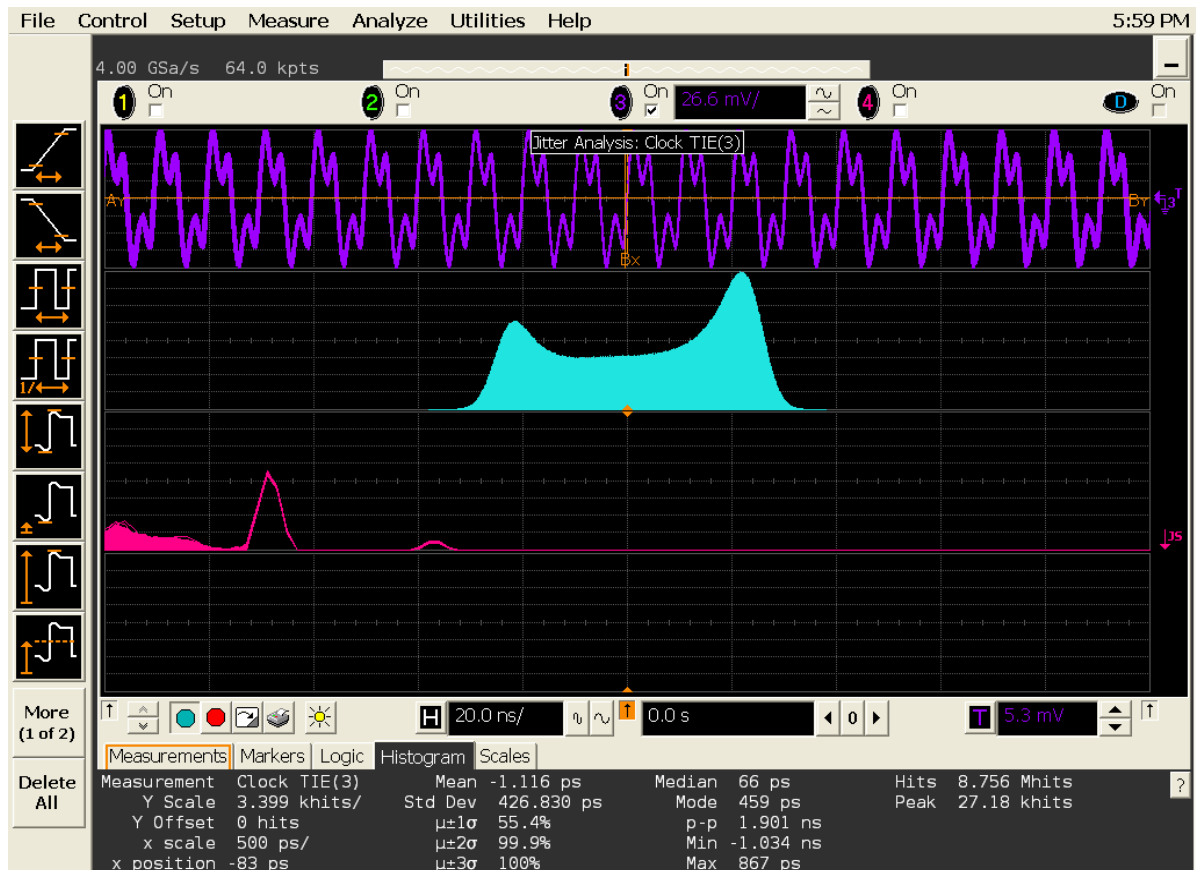 File Control Setup Measure Analyze Utilities Help 5:59 PM
4.00 GSa/s 64.0 kpts
1 On 2 On 3 On 26.6 mV/ 4 On D On
Jitter Analysis: Clock TIE(3)
Ay By 3 T
Bx
1/
JS
More
(1 of 2)
Delete
All
H 20.0 ns/ 0.0 s 0 T 5.3 mV
Measurements Markers Logic Histogram Scales
Measurement Clock TIE(3) Mean -1.116 ps Median 66 ps Hits 8.756 Mhits ?
Y Scale 3.399 khits/ Std Dev 426.830 ps Mode 459 ps Peak 27.18 khits
Y Offset 0 hits µ±1σ 55.4% p-p 1.901 ns
x scale 500 ps/ µ±2σ 99.9% Min -1.034 ns
x position -83 ps µ±3σ 100% Max 867 ps